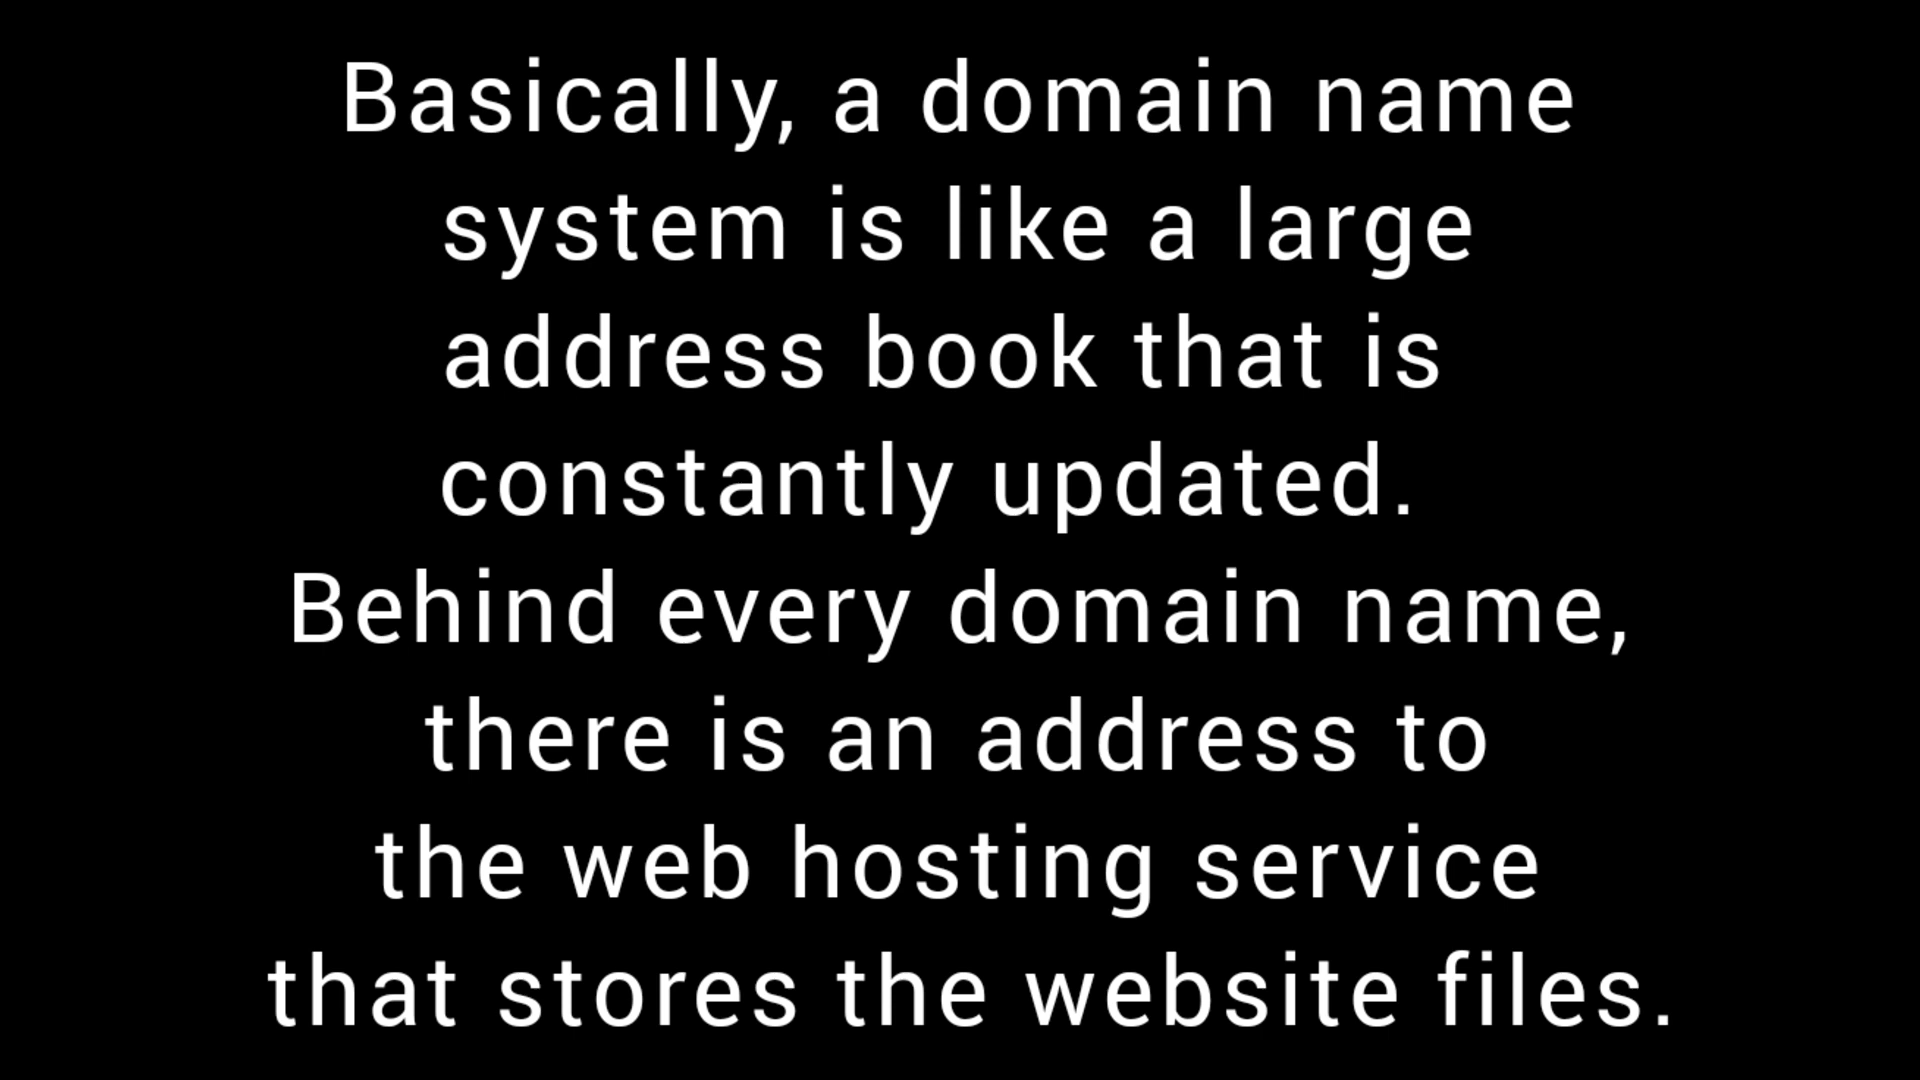 Basically, a domain name
system is like a large
address book that is
constantly updated.
Behind every domain name,
there is an address to
the web hosting service
that stores the website files.